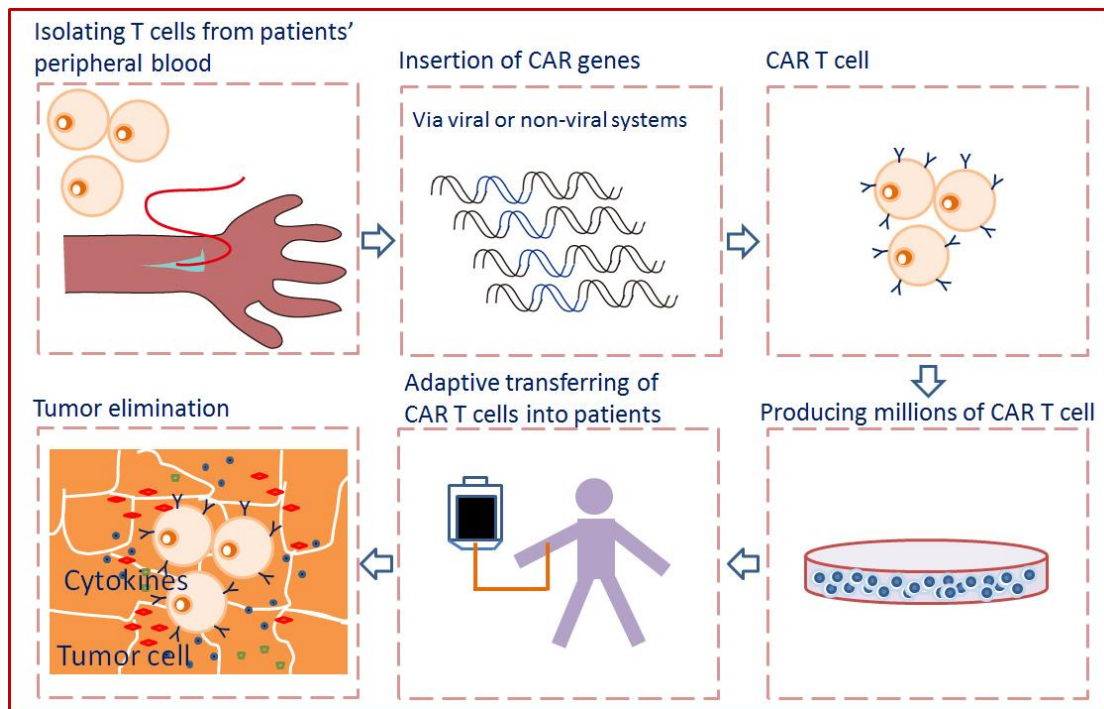 Isolating T cells from patients'
peripheral blood
Insertion of CAR genes
Via viral or non-viral systems
CAR T cell
Producing millions of CAR T cell
Adaptive transferring of
CAR T cells into patients
Tumor elimination
Cytokines
Tumor cell